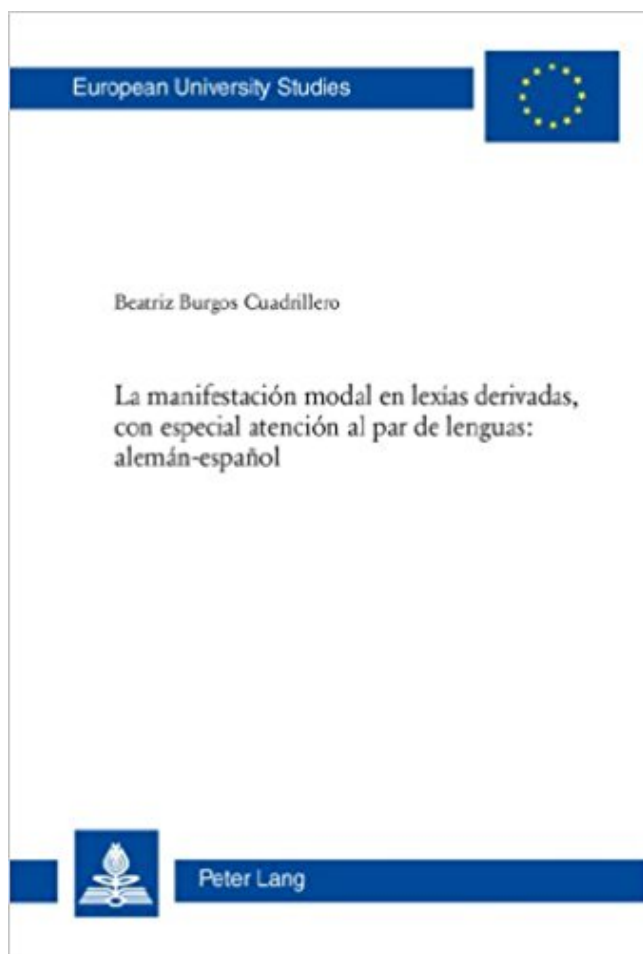 European University Studies
Beatriz Burgos Cuadrillero
La manifestación modal en lexías derivadas,
con especial atención al par de lenguas:
alemán-español
Peter Lang